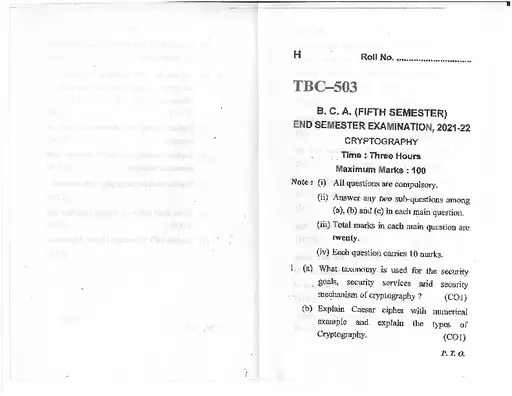 H Roll No. ..............................
TBC–503
B. C. A. (FIFTH SEMESTER)
END SEMESTER EXAMINATION, 2021-22
CRYPTOGRAPHY
Time : Three Hours
Maximum Marks : 100
Note : (i) All questions are compulsory.
(ii) Answer any two sub-questions among
(a), (b) and (c) in each main question.
(iii) Total marks in each main question are
twenty.
(iv) Each question carries 10 marks.
1. (a) What taxonomy is used for the security
goals, security services and security
mechanism of cryptography ? (CO1)
(b) Explain Caesar cipher with numerical
example and explain the types of
Cryptography. (CO1)
P. T. O.